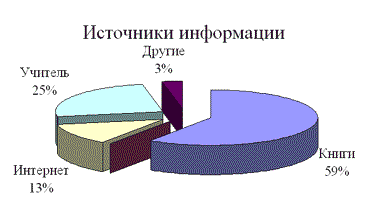 Источники информации
Другие
3%
Учитель
25%
Книги
59%
Интернет
13%